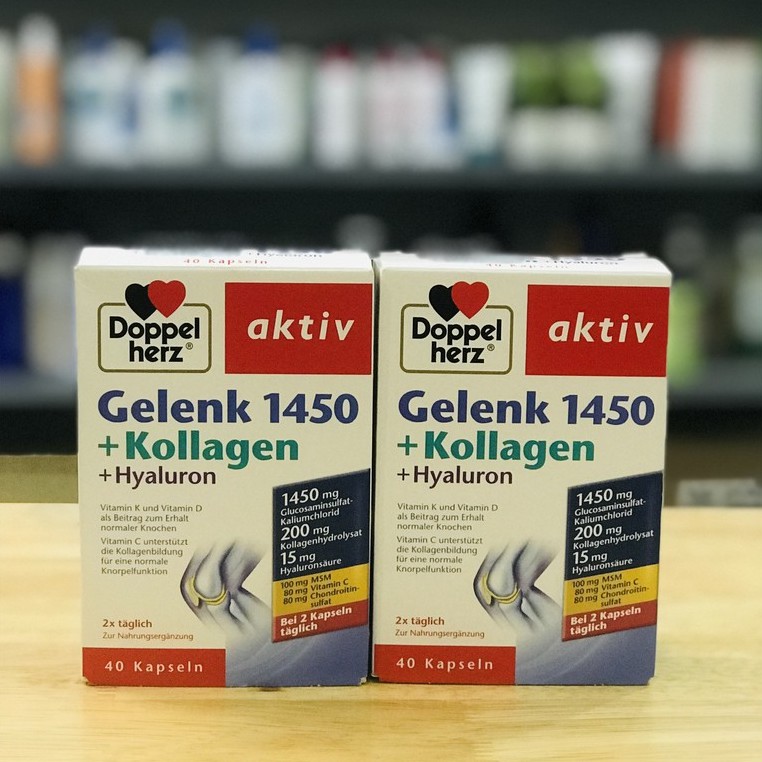 40 Kapseln
Doppel
herz®
aktiv
Gelenk 1450
+Kollagen
+Hyaluron
Vitamin K und Vitamin D
als Beitrag zum Erhalt
normaler Knochen
Vitamin C unterstützt
die Kollagenbildung
für eine normale
Knorpelfunktion
1450 mg
Glucosaminsulfat-
Kaliumchlorid
200 mg
Kollagenhydrolysat
15 mg
Hyaluronsäure
100 mg MSM
80 mg Vitamin C
80 mg Chondroitin-
sulfat
Bei 2 Kapseln
täglich
2x täglich
Zur Nahrungsergänzung
40 Kapseln
40 Kapseln
+Hyaluron
Doppel
herz®
aktiv
Gelenk 1450
+Kollagen
+Hyaluron
Vitamin K und Vitamin D
als Beitrag zum Erhalt
normaler Knochen
Vitamin C unterstützt
die Kollagenbildung
für eine normale
Knorpelfunktion
1450 mg
Glucosaminsulfat-
Kaliumchlorid
200 mg
Kollagenhydrolysat
15 mg
Hyaluronsäure
100 mg MSM
80 mg Vitamin C
80 mg Chondroitin-
sulfat
Bei 2 Kapseln
täglich
2x täglich
Zur Nahrungsergänzung
40 Kapseln